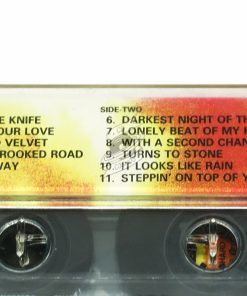 E KNIFE
OUR LOVE
VELVET
ROOKED ROAD
WAY
SIDE-TWO
6. DARKEST NIGHT OF TH
7. LONELY BEAT OF MY
8. WITH A SECOND CHAN
9. TURNS TO STONE
10. IT LOOKS LIKE RAIN
11. STEPPIN' ON TOP OF Y